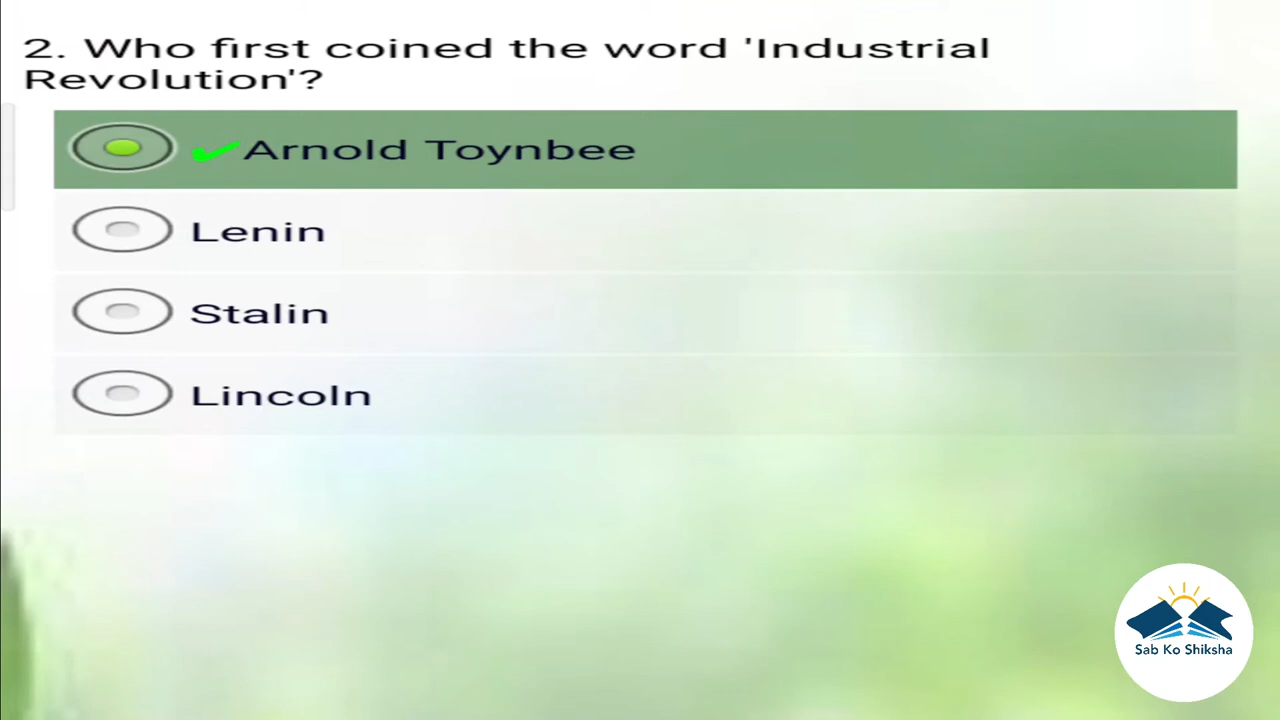 2. Who first coined the word 'Industrial
Revolution'?
✔Arnold Toynbee
Lenin
Stalin
Lincoln
Sab Ko Shiksha